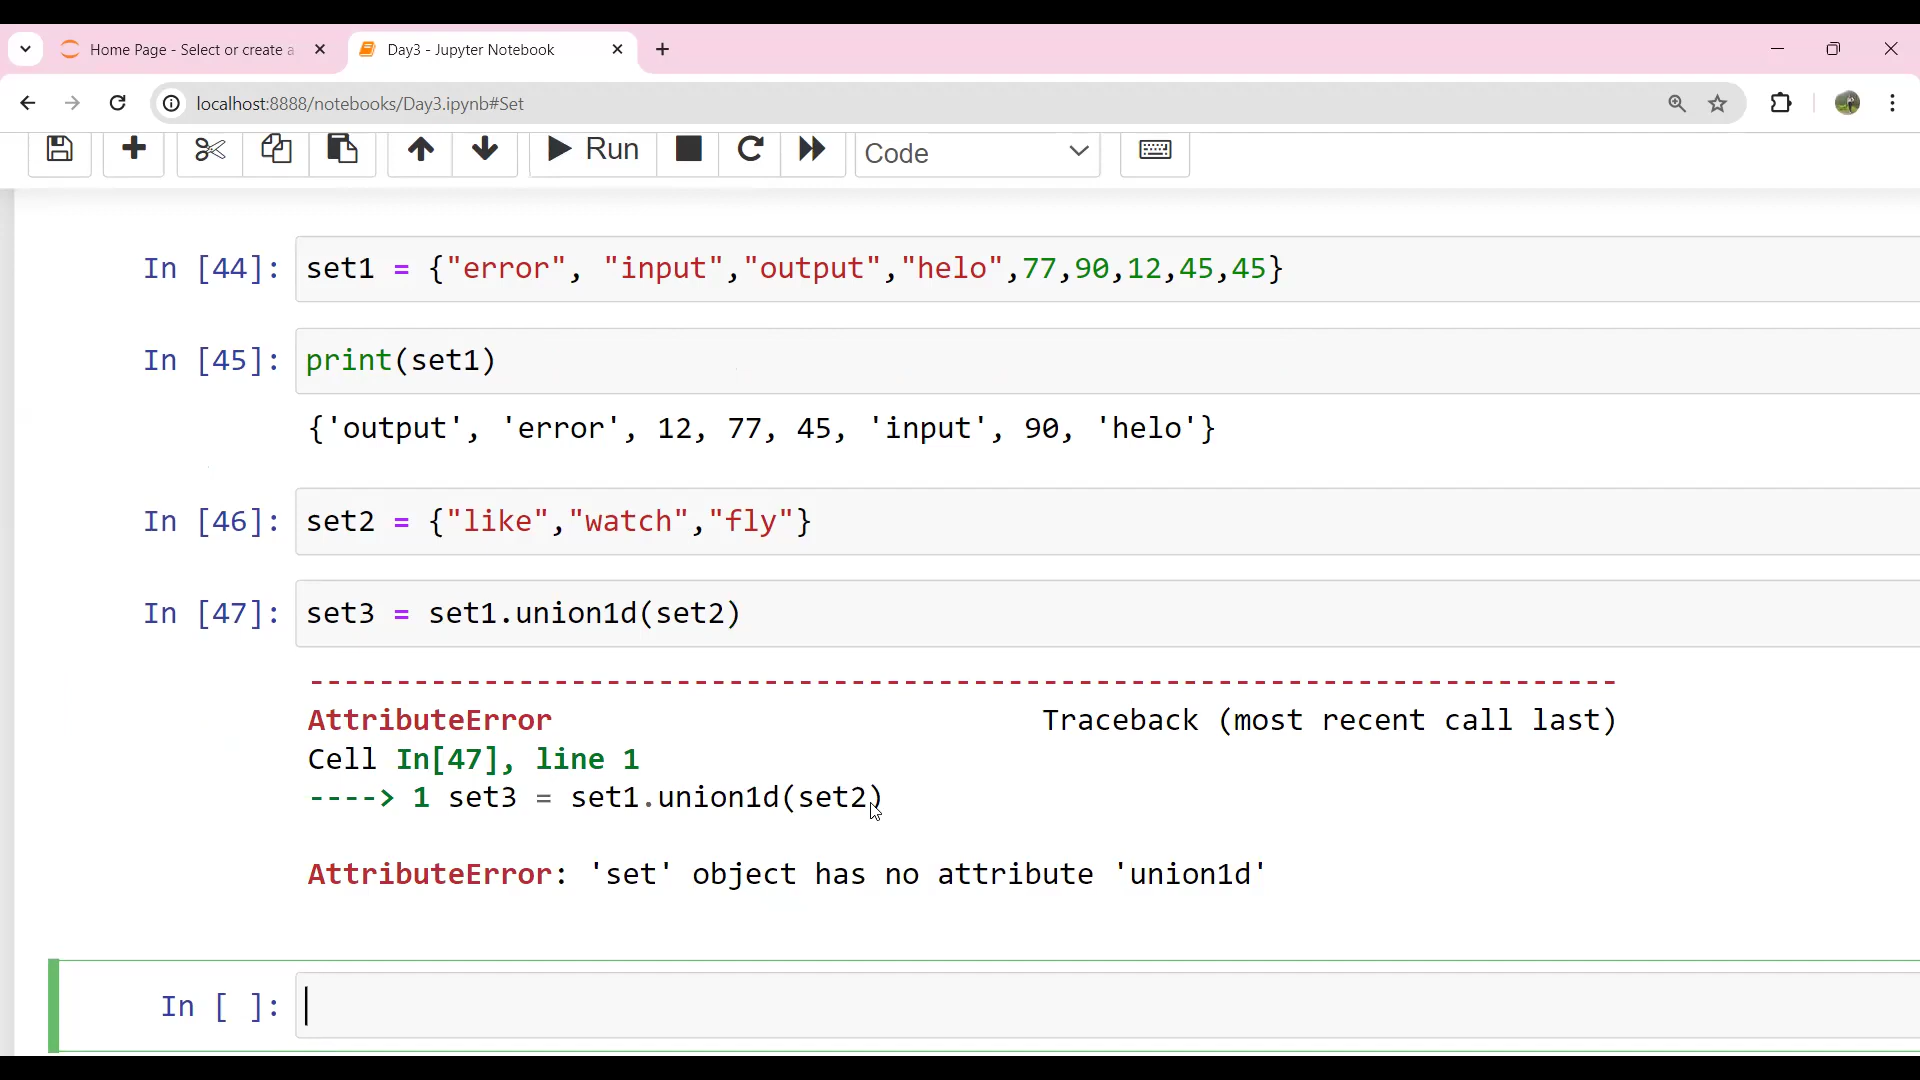 Home Page - Select or create a
Day3 - Jupyter Notebook
localhost:8888/notebooks/Day3.ipynb#Set
Run
Code
In [44]: set1 = {"error", "input","output","helo",77,90,12,45,45}
In [45]: print(set1)
{'output', 'error', 12, 77, 45, 'input', 90, 'helo'}
In [46]: set2 = {"like","watch","fly"}
In [47]: set3 = set1.union1d(set2)
---------------------------------------------------------------------------
AttributeError                            Traceback (most recent call last)
Cell In[47], line 1
----> 1 set3 = set1.union1d(set2)
AttributeError: 'set' object has no attribute 'union1d'
In [ ]: